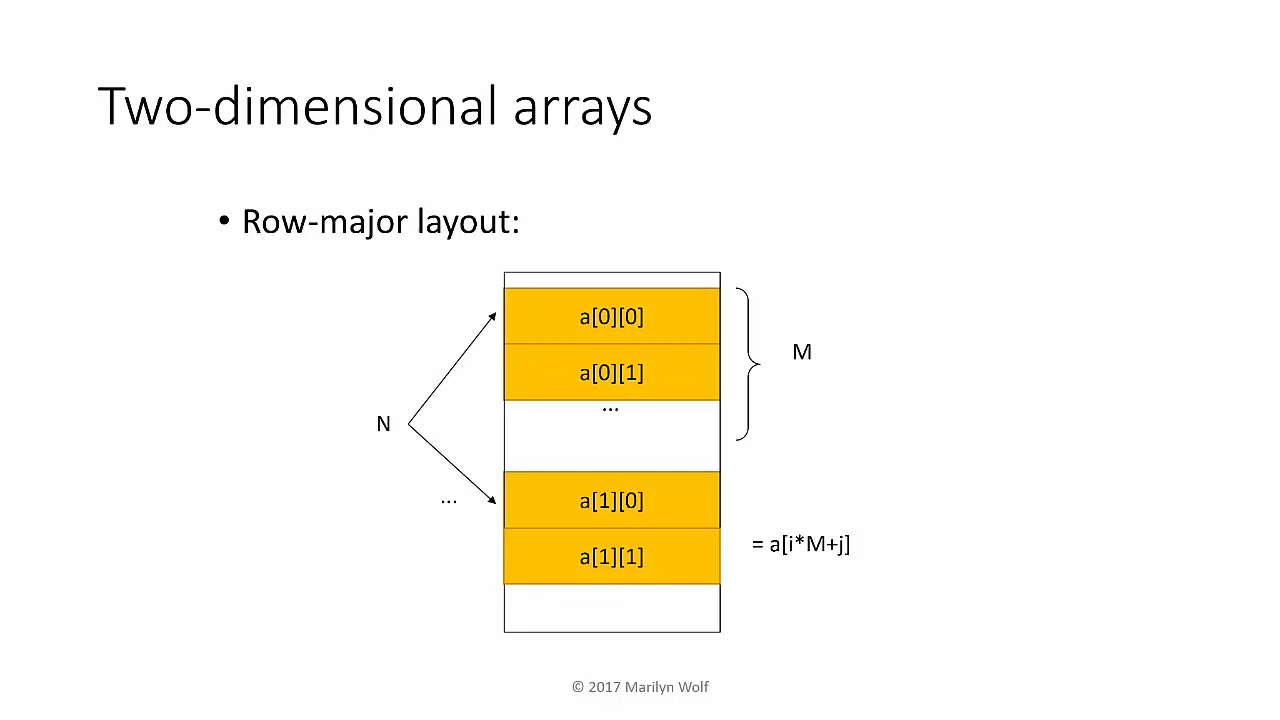 Two-dimensional arrays
• Row-major layout:
a[0][0]
M
a[0][1]
...
N
a[1][0]
...
a[1][1]
= a[i*M+j]
© 2017 Marilyn Wolf